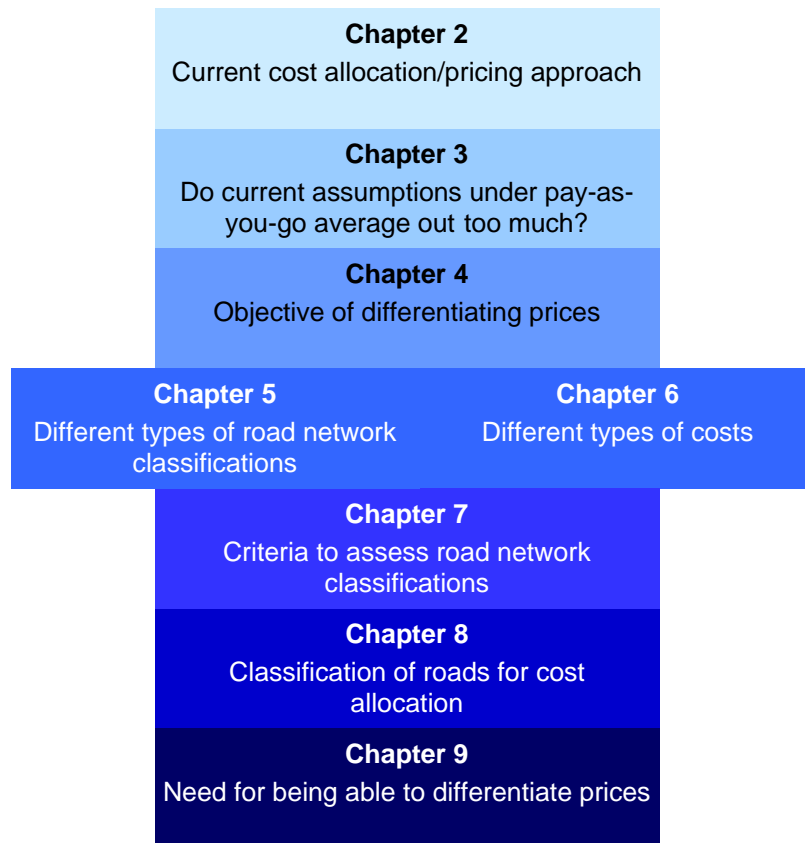 Chapter 2
Current cost allocation/pricing approach
Chapter 3
Do current assumptions under pay-as-
you-go average out too much?
Chapter 4
Objective of differentiating prices
Chapter 5
Different types of road network
classifications
Chapter 6
Different types of costs
Chapter 7
Criteria to assess road network
classifications
Chapter 8
Classification of roads for cost
allocation
Chapter 9
Need for being able to differentiate prices